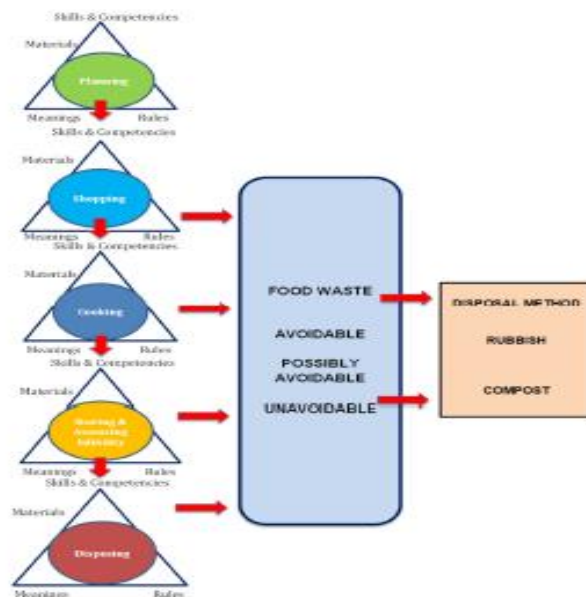 Skills & Competencies
Materials
Planning
Meanings Rules
Skills & Competencies
Materials
Shopping
Meanings Rules
Skills & Competencies
Materials
Cooking
Meanings Rules
Skills & Competencies
Materials
Storing &
Assessing
Edibility
Meanings Rules
Skills & Competencies
Materials
Disposing
Meanings Rules
FOOD WASTE
AVOIDABLE
POSSIBLY
AVOIDABLE
UNAVOIDABLE
DISPOSAL METHOD
RUBBISH
COMPOST